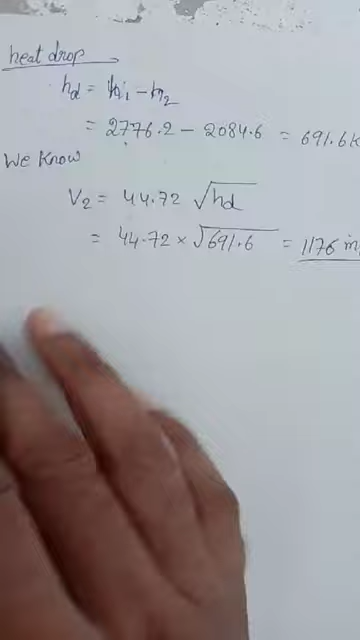 heat drop
hd = h1 - h2
= 2776.2 - 2084.6 = 691.6 k
We Know
V2 = 44.72 √hd
= 44.72 × √691.6 = 1176 m